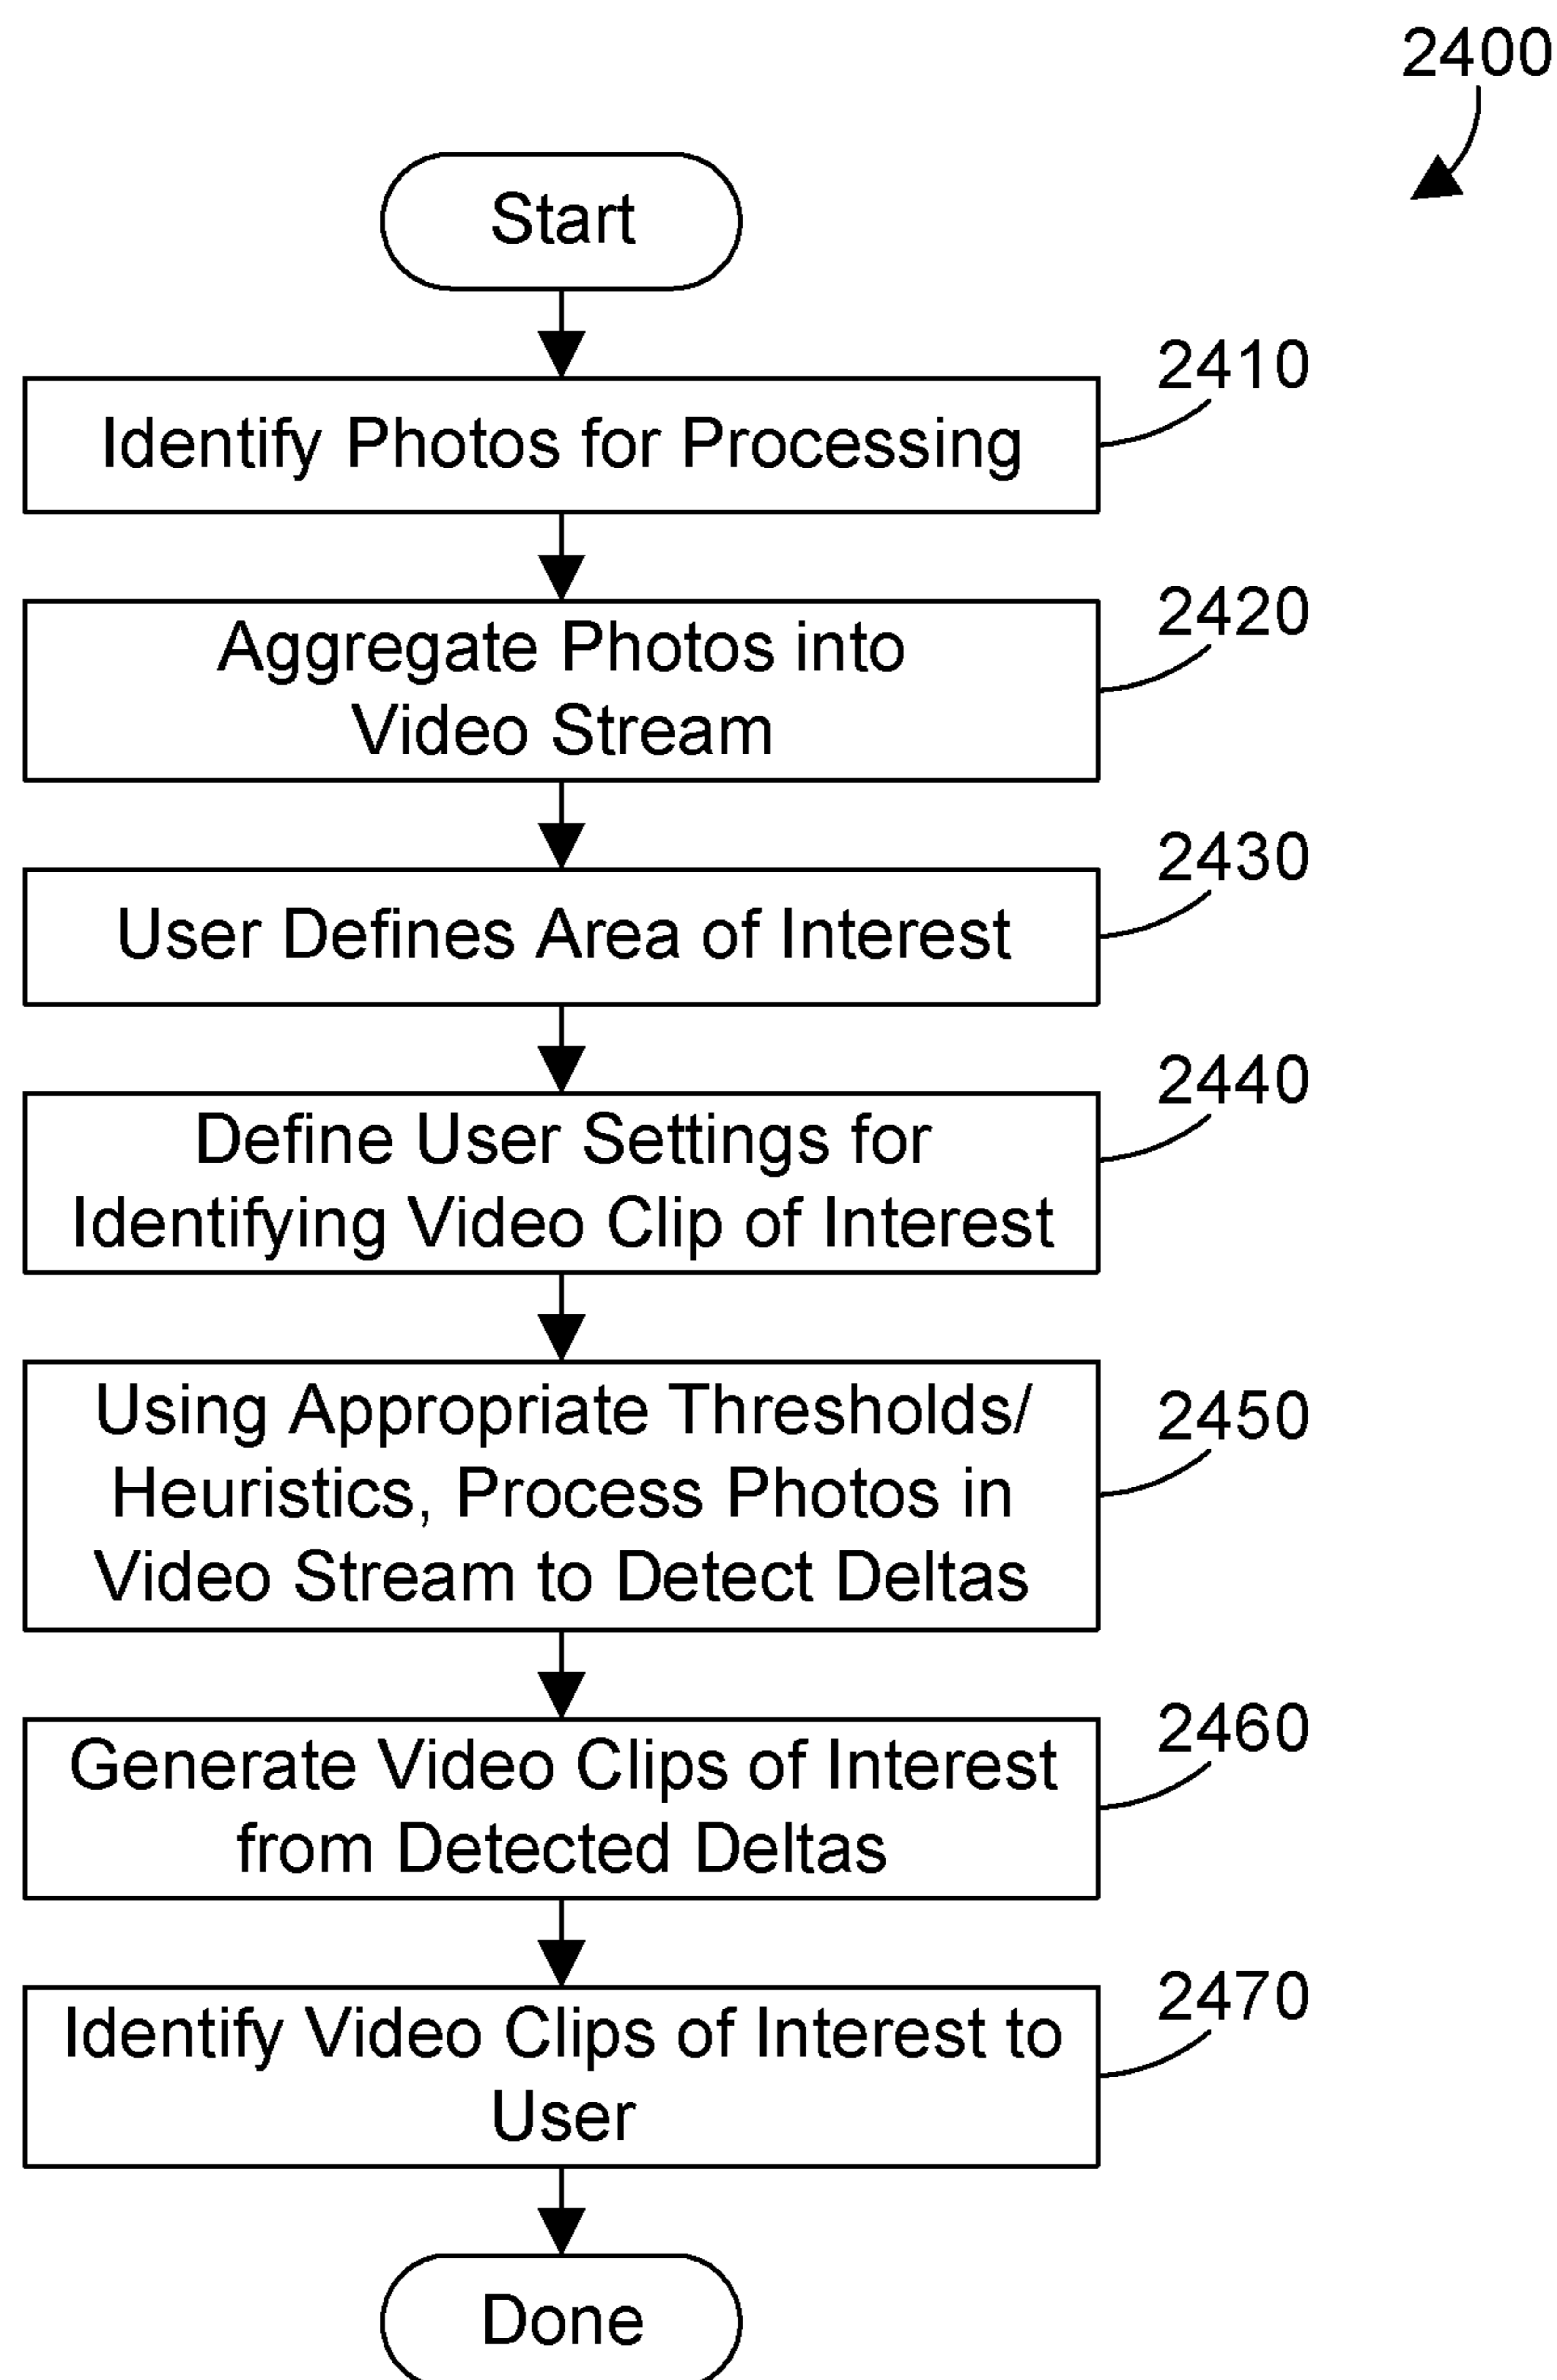 2400
Start
2410
Identify Photos for Processing
2420
Aggregate Photos into
Video Stream
2430
User Defines Area of Interest
2440
Define User Settings for
Identifying Video Clip of Interest
2450
Using Appropriate Thresholds/
Heuristics, Process Photos in
Video Stream to Detect Deltas
2460
Generate Video Clips of Interest
from Detected Deltas
2470
Identify Video Clips of Interest to
User
Done